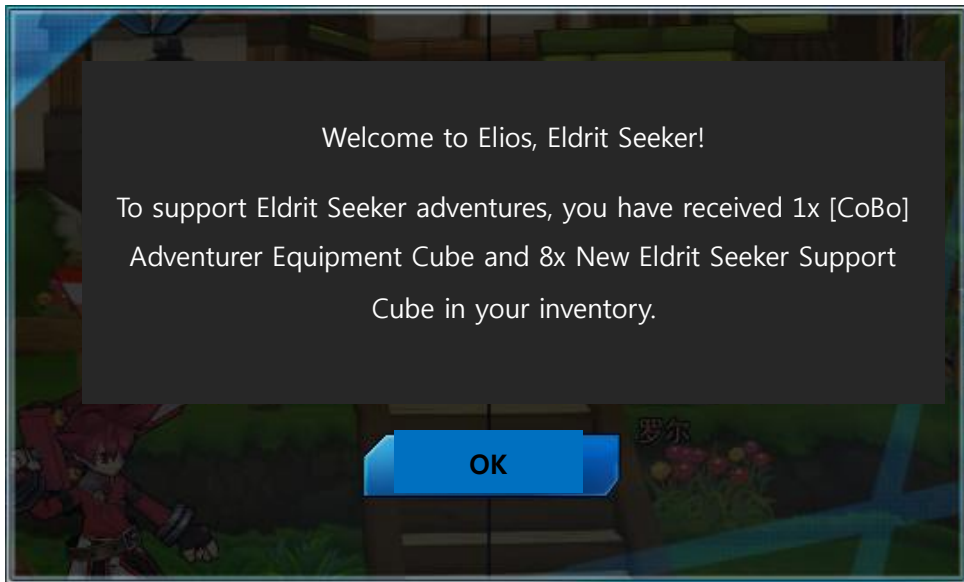 Welcome to Elios, Eldrit Seeker!
To support Eldrit Seeker adventures, you have received 1x [CoBo]
Adventurer Equipment Cube and 8x New Eldrit Seeker Support
Cube in your inventory.
罗尔
OK